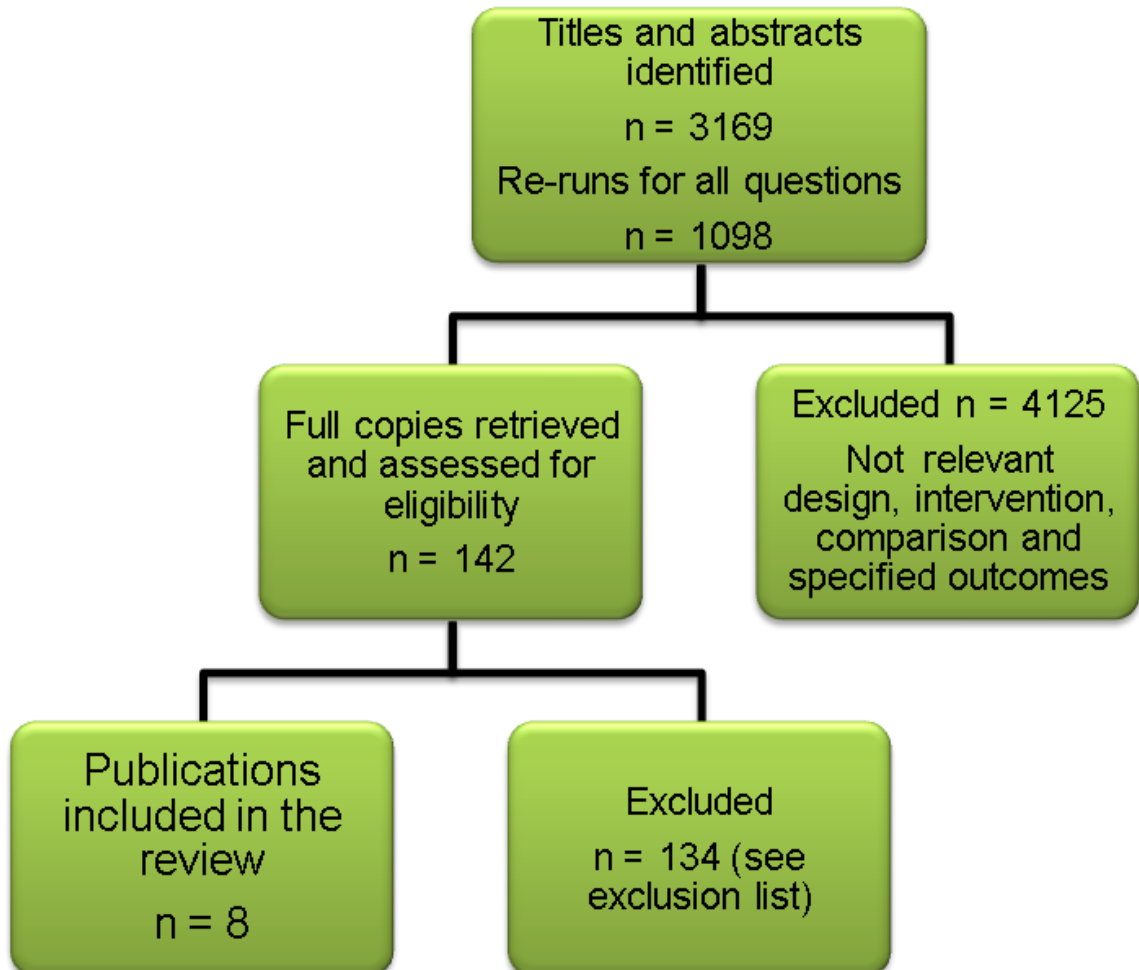 Titles and abstracts
identified
n = 3169
Re-runs for all questions
n = 1098
Full copies retrieved
and assessed for
eligibility
n = 142
Excluded n = 4125
Not relevant
design, intervention,
comparison and
specified outcomes
Publications
included in the
review
n = 8
Excluded
n = 134 (see
exclusion list)